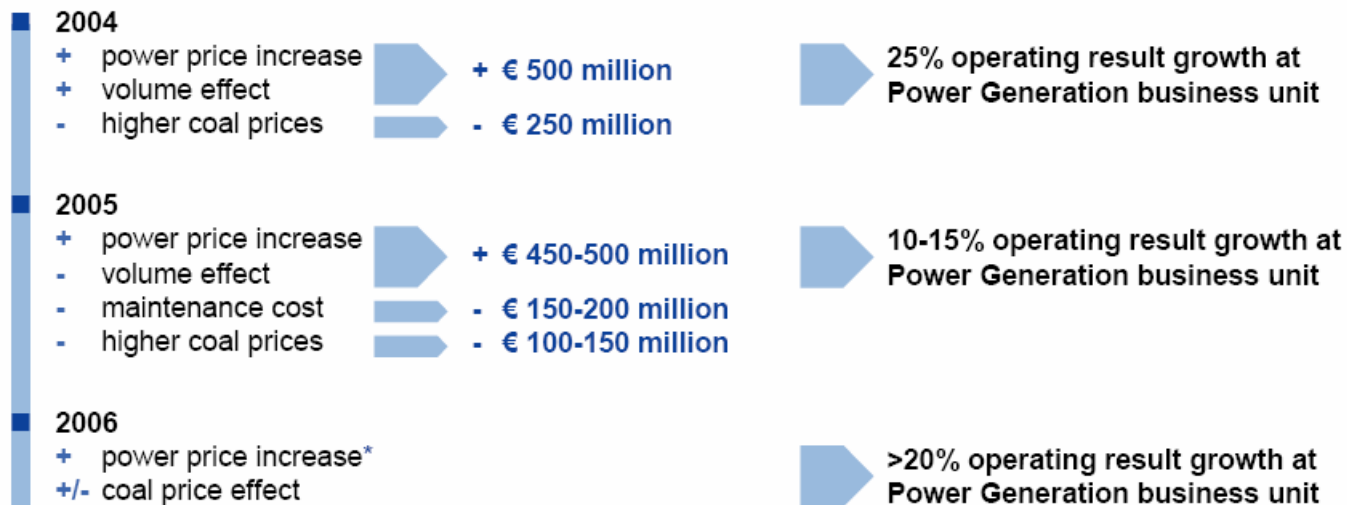 2004
+ power price increase
+ volume effect
- higher coal prices
+ € 500 million
- € 250 million
25% operating result growth at
Power Generation business unit
2005
+ power price increase
- volume effect
- maintenance cost
- higher coal prices
+ € 450-500 million
- € 150-200 million
- € 100-150 million
10-15% operating result growth at
Power Generation business unit
2006
+ power price increase*
+/- coal price effect
>20% operating result growth at
Power Generation business unit